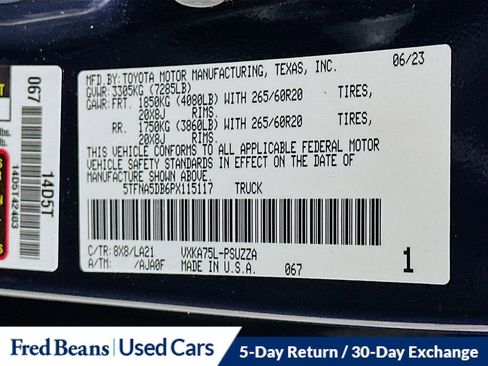 MFD.BY: TOYOTA MOTOR MANUFACTURING, TEXAS, INC. 06/23
GVWR: 3305KG (7285LB)
GAWR: FRT. 1850KG (4080LB) WITH 265/60R20 TIRES,
20X8J RIMS.
RR. 1750KG (3860LB) WITH 265/60R20 TIRES,
20X8J RIMS.
THIS VEHICLE CONFORMS TO ALL APPLICABLE FEDERAL MOTOR
VEHICLE SAFETY STANDARDS IN EFFECT ON THE DATE OF
MANUFACTURE SHOWN ABOVE.
5TFNA5DB6PX115117 TRUCK
C/TR: 8X8/LA21 VXKA75L-PSUZZA
A/TM: /AJA0F MADE IN U.S.A. 067 1
067
14D5T
14D5T42403
lbs.
Fred Beans Used Cars 5-Day Return / 30-Day Exchange